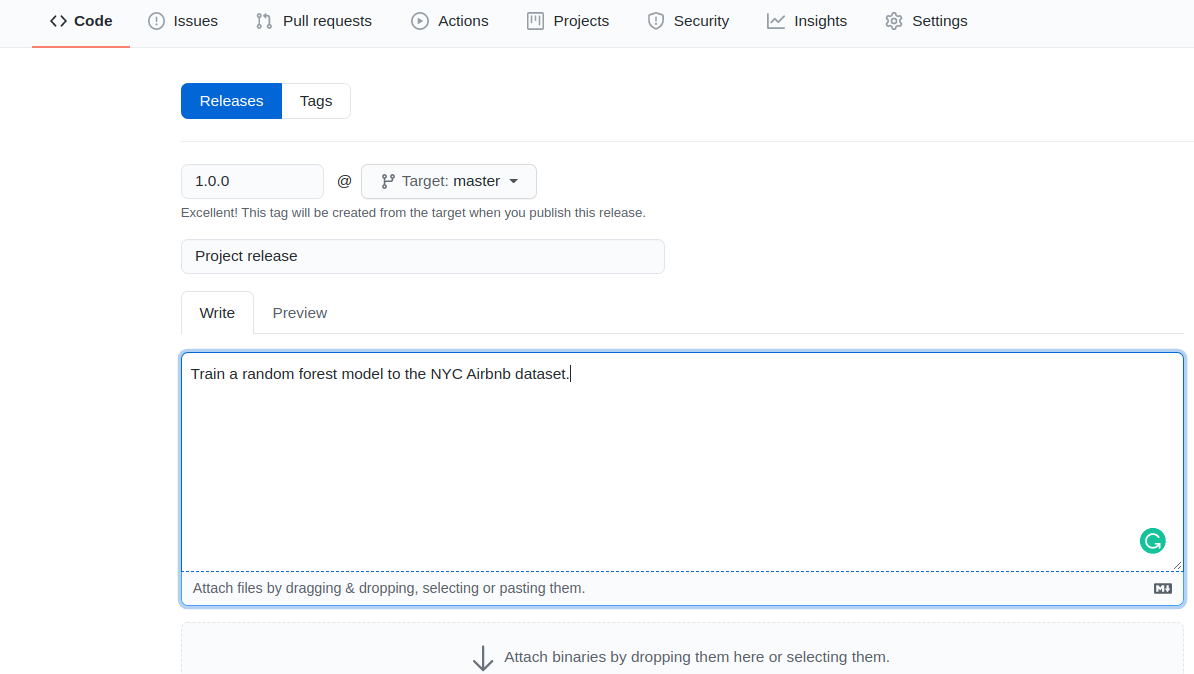 Code Issues Pull requests Actions Projects Security Insights Settings
Releases Tags
1.0.0 @ Target: master
Excellent! This tag will be created from the target when you publish this release.
Project release
Write Preview
Train a random forest model to the NYC Airbnb dataset.
Attach files by dragging & dropping, selecting or pasting them.
Attach binaries by dropping them here or selecting them.